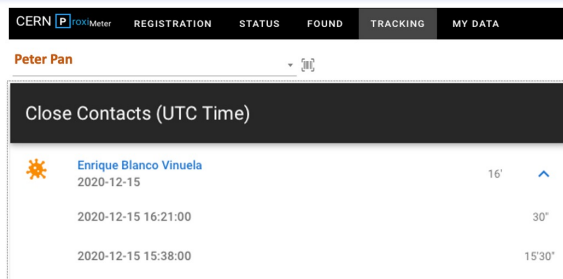 CERN ProxiMeter REGISTRATION STATUS FOUND TRACKING MY DATA
Peter Pan
Close Contacts (UTC Time)
Enrique Blanco Vinuela
2020-12-15 16'
2020-12-15 16:21:00 30"
2020-12-15 15:38:00 15'30"